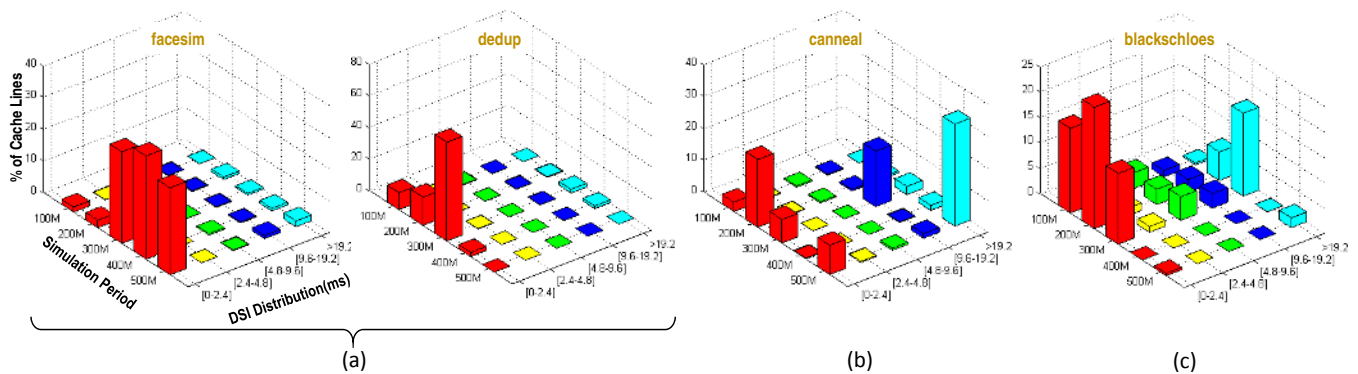 facesim
dedup
canneal
blackschloes
% of Cache Lines
40
30
20
10
0
100M
200M
300M
400M
500M
Simulation Period
[0-2.4]
[2.4-4.8]
[4.8-9.6]
[9.6-19.2]
>19.2
DSI Distribution(ms)
80
60
40
20
0
100M
200M
300M
400M
500M
[0-2.4]
[2.4-4.8]
[4.8-9.6]
[9.6-19.2]
>19.2
40
30
20
10
0
100M
200M
300M
400M
500M
[0-2.4]
[2.4-4.8]
[4.8-9.6]
[9.6-19.2]
>19.2
25
20
15
10
5
0
100M
200M
300M
400M
500M
[0-2.4]
[2.4-4.8]
[4.8-9.6]
[9.6-19.2]
>19.2
(a)
(b)
(c)